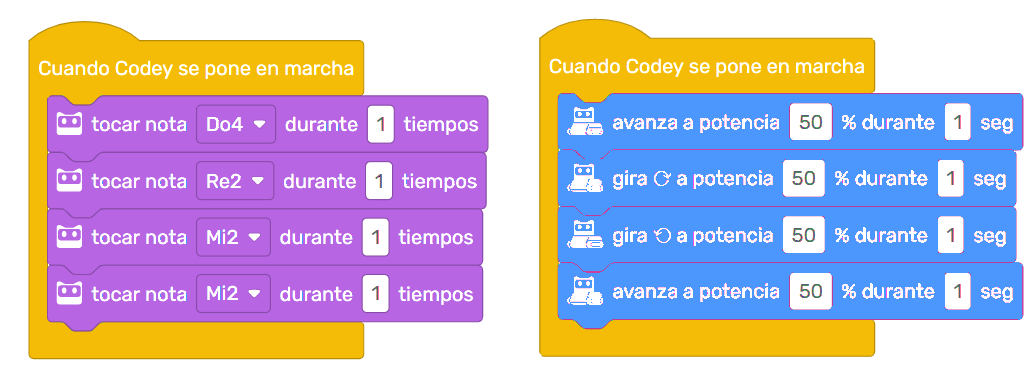 Cuando Codey se pone en marcha
tocar nota Do4 durante 1 tiempos
tocar nota Re2 durante 1 tiempos
tocar nota Mi2 durante 1 tiempos
tocar nota Mi2 durante 1 tiempos
Cuando Codey se pone en marcha
avanza a potencia 50 % durante 1 seg
gira a potencia 50 % durante 1 seg
gira a potencia 50 % durante 1 seg
avanza a potencia 50 % durante 1 seg